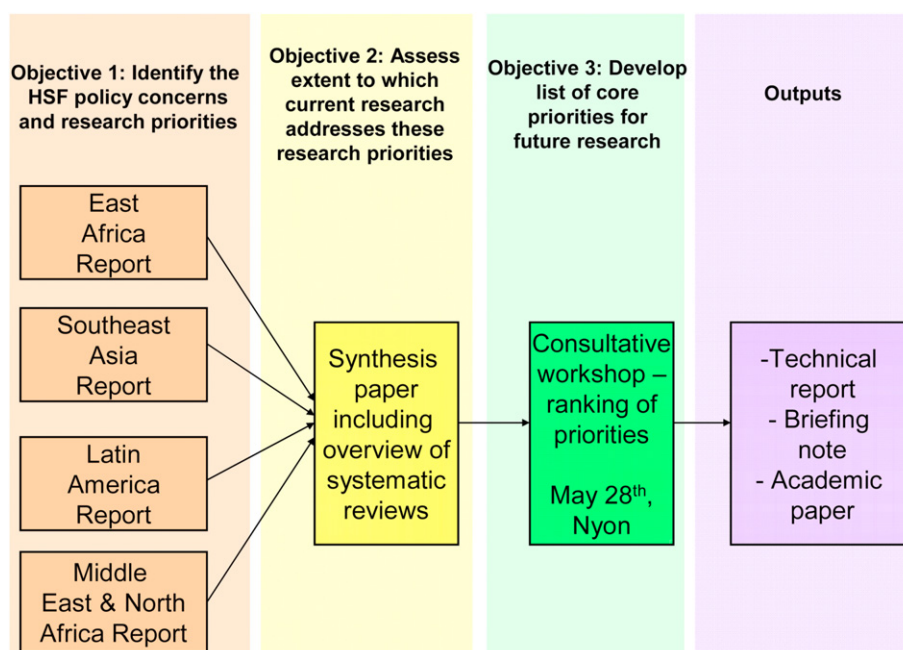 Objective 1: Identify the
HSF policy concerns
and research priorities
East
Africa
Report
Southeast
Asia
Report
Latin
America
Report
Middle
East & North
Africa Report
Objective 2: Assess
extent to which
current research
addresses these
research priorities
Synthesis
paper
including
overview of
systematic
reviews
Objective 3: Develop
list of core
priorities for
future research
Consultative
workshop –
ranking of
priorities
May 28th,
Nyon
Outputs
-Technical
report
- Briefing
note
- Academic
paper